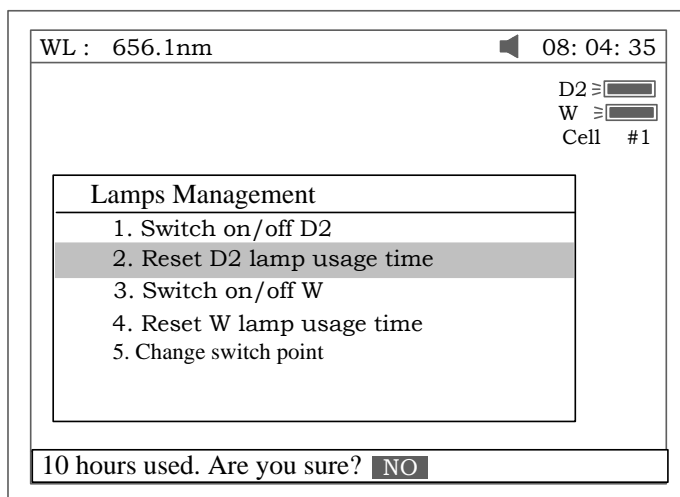 WL : 656.1nm 08: 04: 35
D2
W
Cell #1
Lamps Management
1. Switch on/off D2
2. Reset D2 lamp usage time
3. Switch on/off W
4. Reset W lamp usage time
5. Change switch point
10 hours used. Are you sure? NO